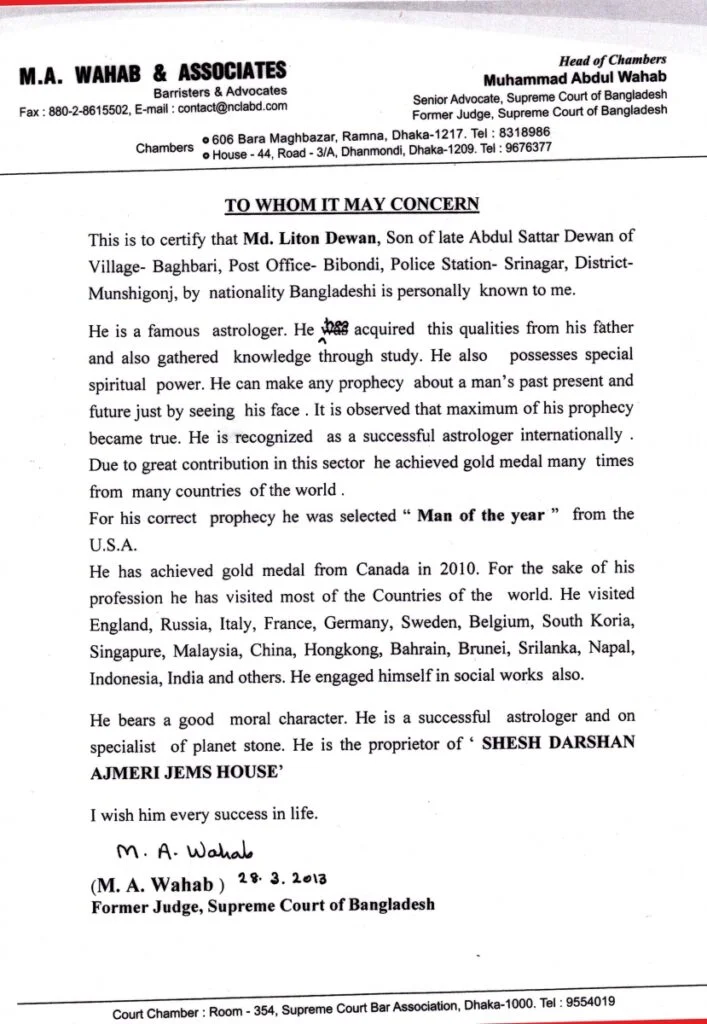 M.A. WAHAB & ASSOCIATES
Barristers & Advocates
Fax : 880-2-8615502, E-mail : contact@nclabd.com
Head of Chambers
Muhammad Abdul Wahab
Senior Advocate, Supreme Court of Bangladesh
Former Judge, Supreme Court of Bangladesh
Chambers
606 Bara Maghbazar, Ramna, Dhaka-1217. Tel : 8318986
House - 44, Road - 3/A, Dhanmondi, Dhaka-1209. Tel : 9676377
TO WHOM IT MAY CONCERN
This is to certify that Md. Liton Dewan, Son of late Abdul Sattar Dewan of
Village- Baghbari, Post Office- Bibondi, Police Station- Srinagar, District-
Munshigonj, by nationality Bangladeshi is personally known to me.
He is a famous astrologer. He has acquired this qualities from his father
and also gathered knowledge through study. He also possesses special
spiritual power. He can make any prophecy about a man's past present and
future just by seeing his face . It is observed that maximum of his prophecy
became true. He is recognized as a successful astrologer internationally .
Due to great contribution in this sector he achieved gold medal many times
from many countries of the world .
For his correct prophecy he was selected “ Man of the year ” from the
U.S.A.
He has achieved gold medal from Canada in 2010. For the sake of his
profession he has visited most of the Countries of the world. He visited
England, Russia, Italy, France, Germany, Sweden, Belgium, South Koria,
Singapure, Malaysia, China, Hongkong, Bahrain, Brunei, Srilanka, Napal,
Indonesia, India and others. He engaged himself in social works also.
He bears a good moral character. He is a successful astrologer and on
specialist of planet stone. He is the proprietor of ‘ SHESH DARSHAN
AJMERI JEMS HOUSE’
I wish him every success in life.
M. A. Wahab
(M. A. Wahab ) 28. 3. 2013
Former Judge, Supreme Court of Bangladesh
Court Chamber : Room - 354, Supreme Court Bar Association, Dhaka-1000. Tel : 9554019